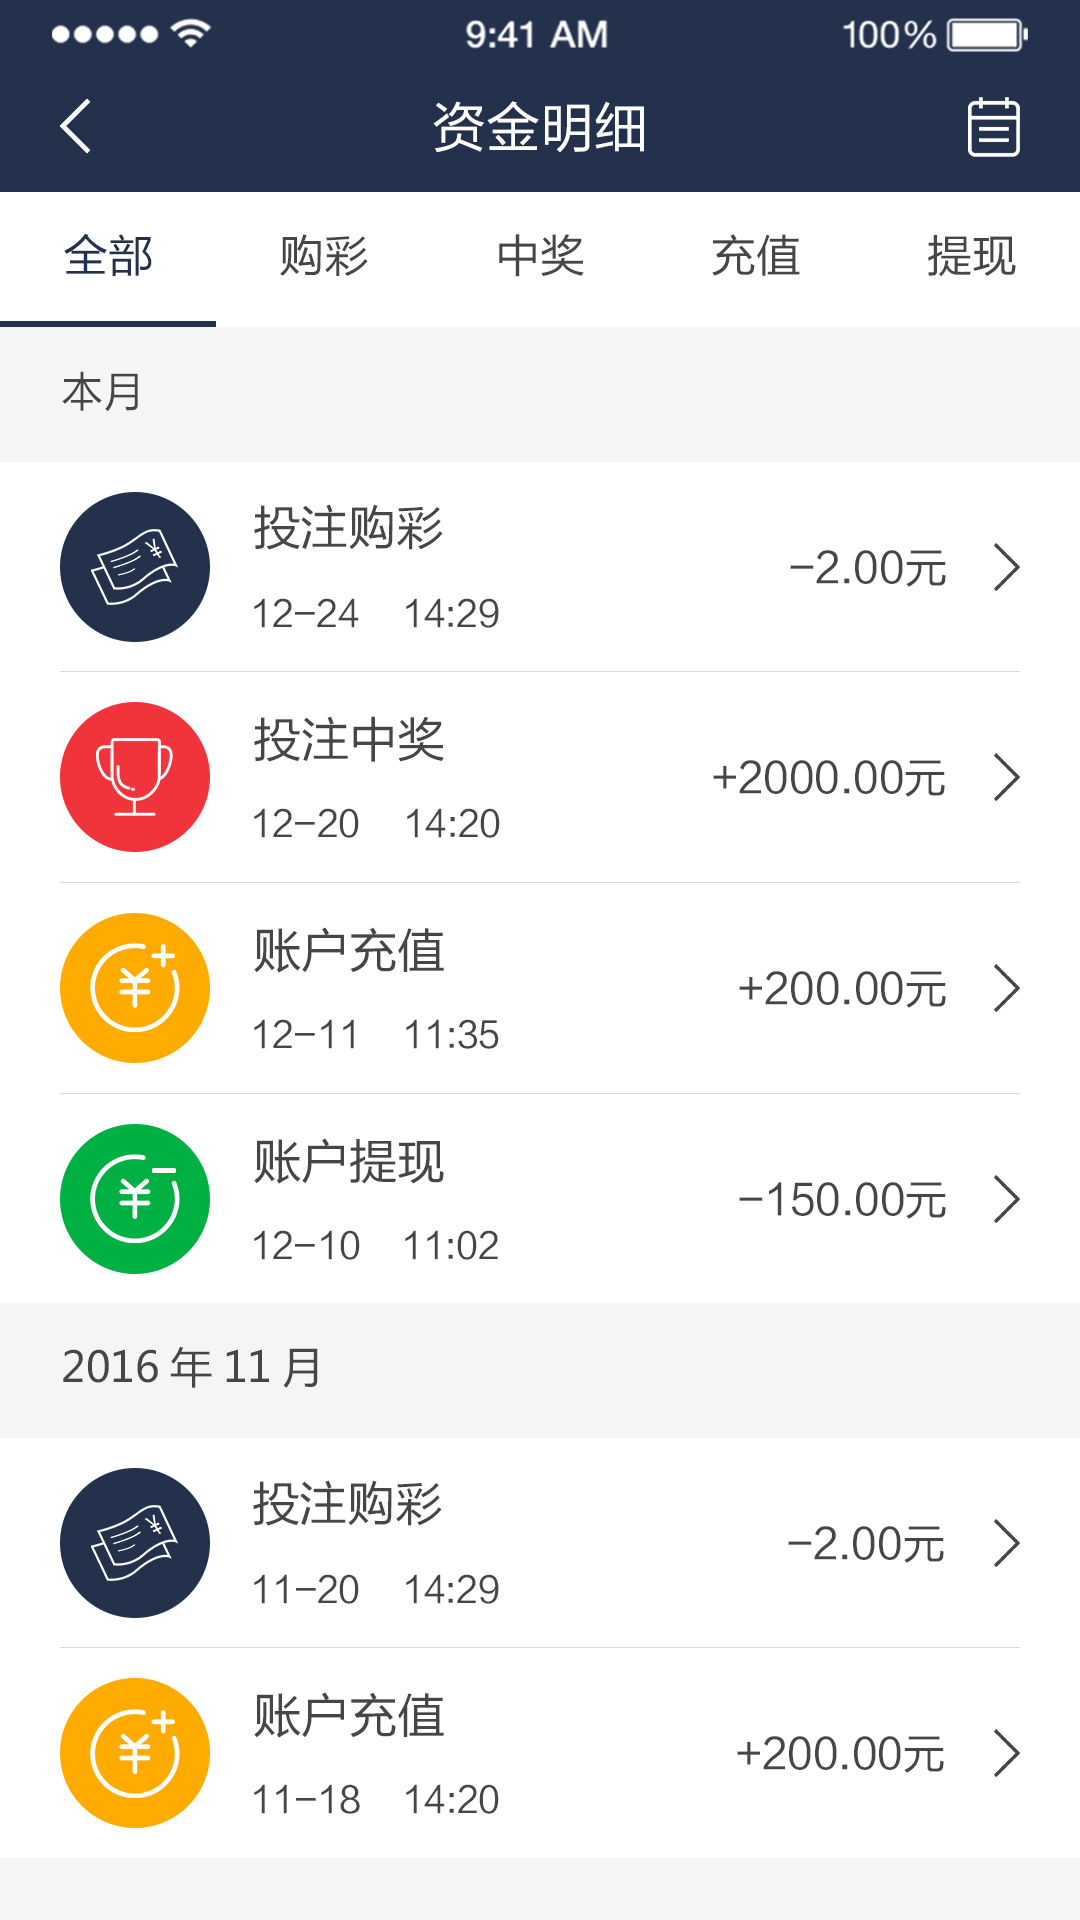 9:41 AM 100%
资金明细
全部 购彩 中奖 充值 提现
本月
投注购彩
-2.00元
12-24 14:29
投注中奖
+2000.00元
12-20 14:20
账户充值
+200.00元
12-11 11:35
账户提现
-150.00元
12-10 11:02
2016 年 11 月
投注购彩
-2.00元
11-20 14:29
账户充值
+200.00元
11-18 14:20